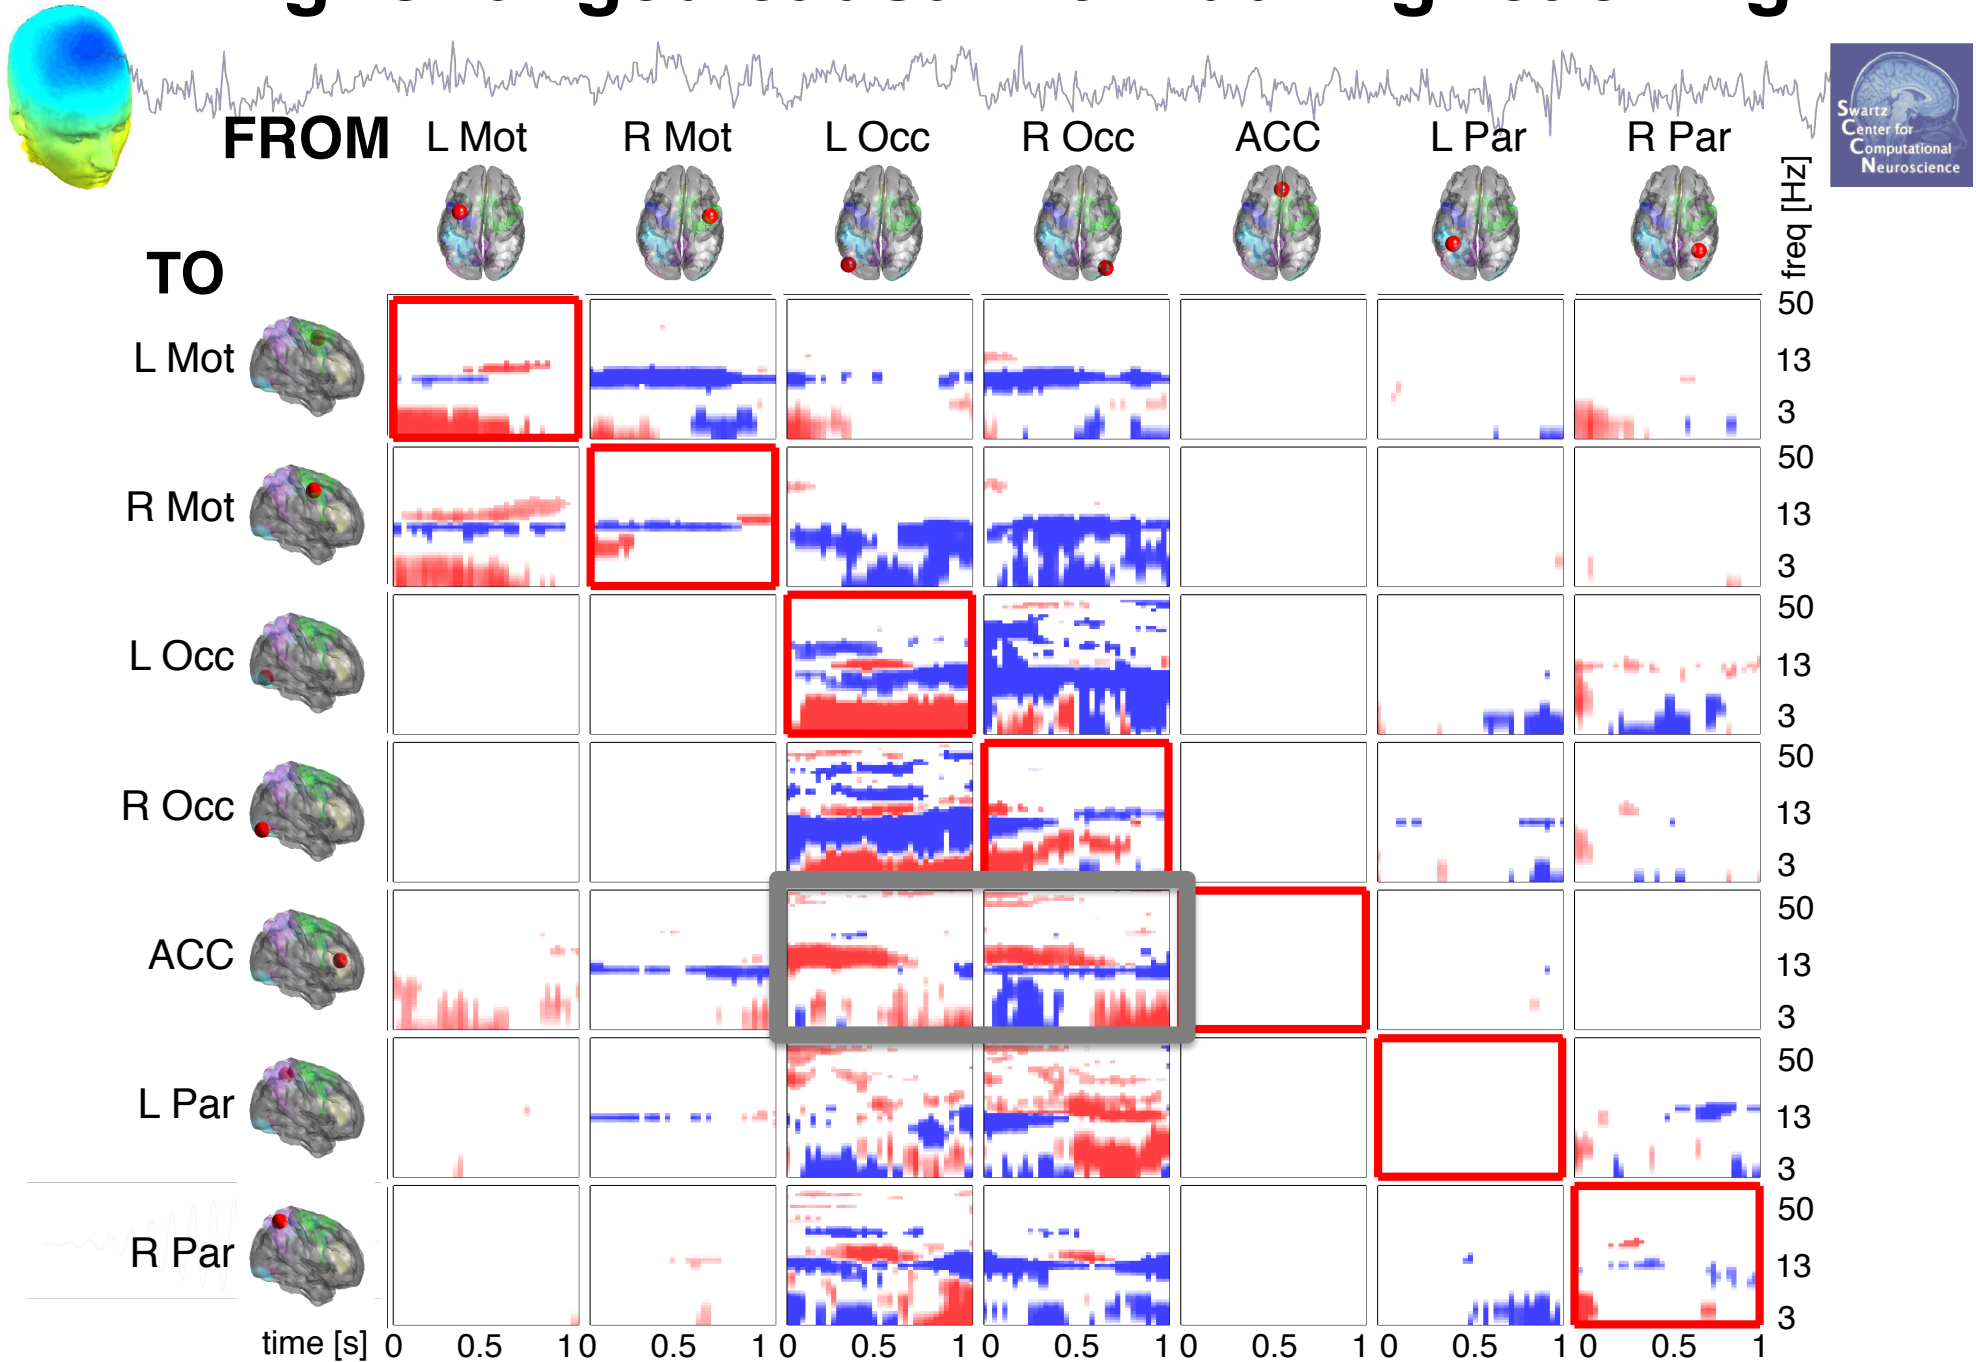 FROM L Mot R Mot L Occ R Occ ACC L Par R Par
Swartz
Center for
Computational
Neuroscience
freq [Hz]
TO
L Mot
50
13
3
R Mot
50
13
3
L Occ
50
13
3
R Occ
50
13
3
ACC
50
13
3
L Par
50
13
3
R Par
50
13
3
time [s] 0 0.5 1 0 0.5 1 0 0.5 1 0 0.5 1 0 0.5 1 0 0.5 1 0 0.5 1